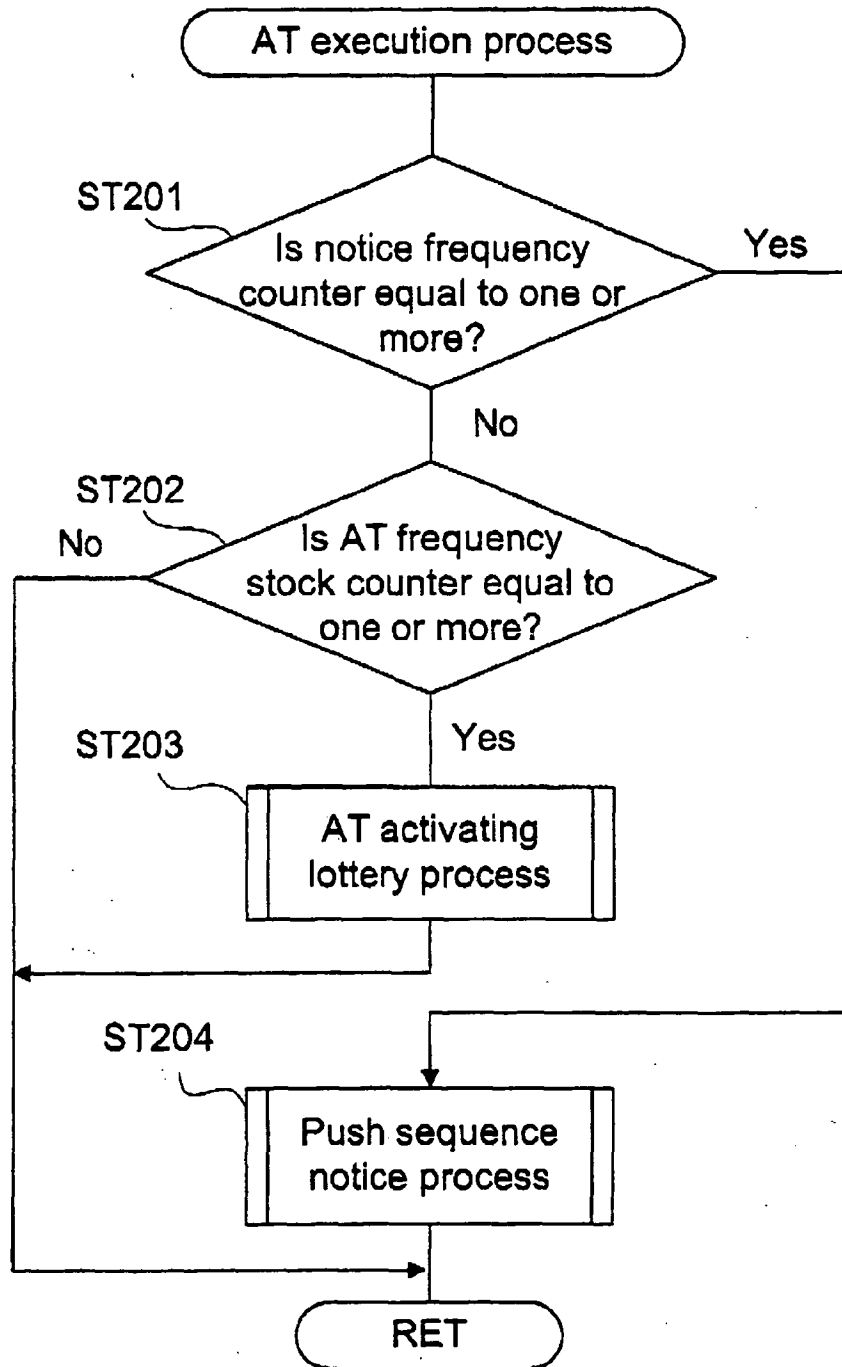 AT execution process
ST201
Is notice frequency
counter equal to one or
more?
Yes
No
ST202
No
Is AT frequency
stock counter equal to
one or more?
Yes
ST203
AT activating
lottery process
ST204
Push sequence
notice process
RET